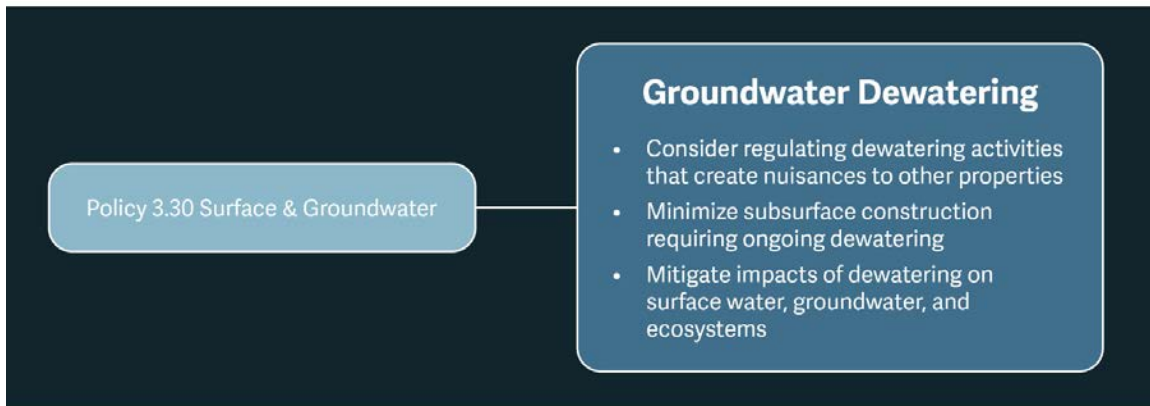 Policy 3.30 Surface & Groundwater
Groundwater Dewatering
• Consider regulating dewatering activities
that create nuisances to other properties
• Minimize subsurface construction
requiring ongoing dewatering
• Mitigate impacts of dewatering on
surface water, groundwater, and
ecosystems